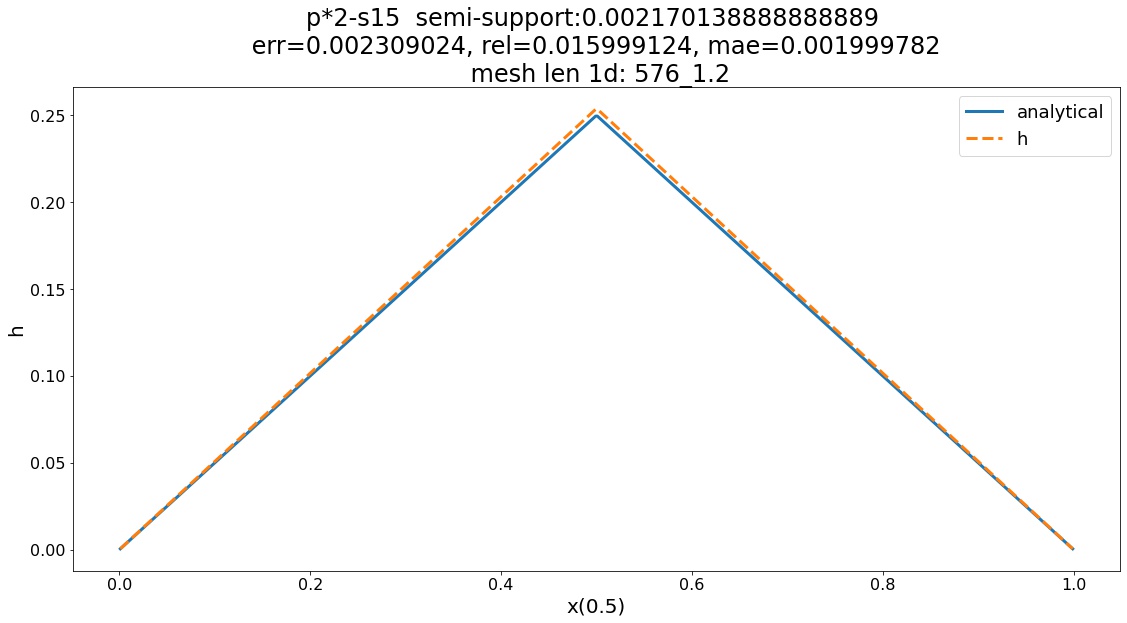 p*2-s15  semi-support:0.002170138888888889
err=0.002309024, rel=0.015999124, mae=0.001999782
mesh len 1d: 576_1.2
analytical
h
0.25
0.20
0.15
0.10
0.05
0.00
h
0.0
0.2
0.4
0.6
0.8
1.0
x(0.5)